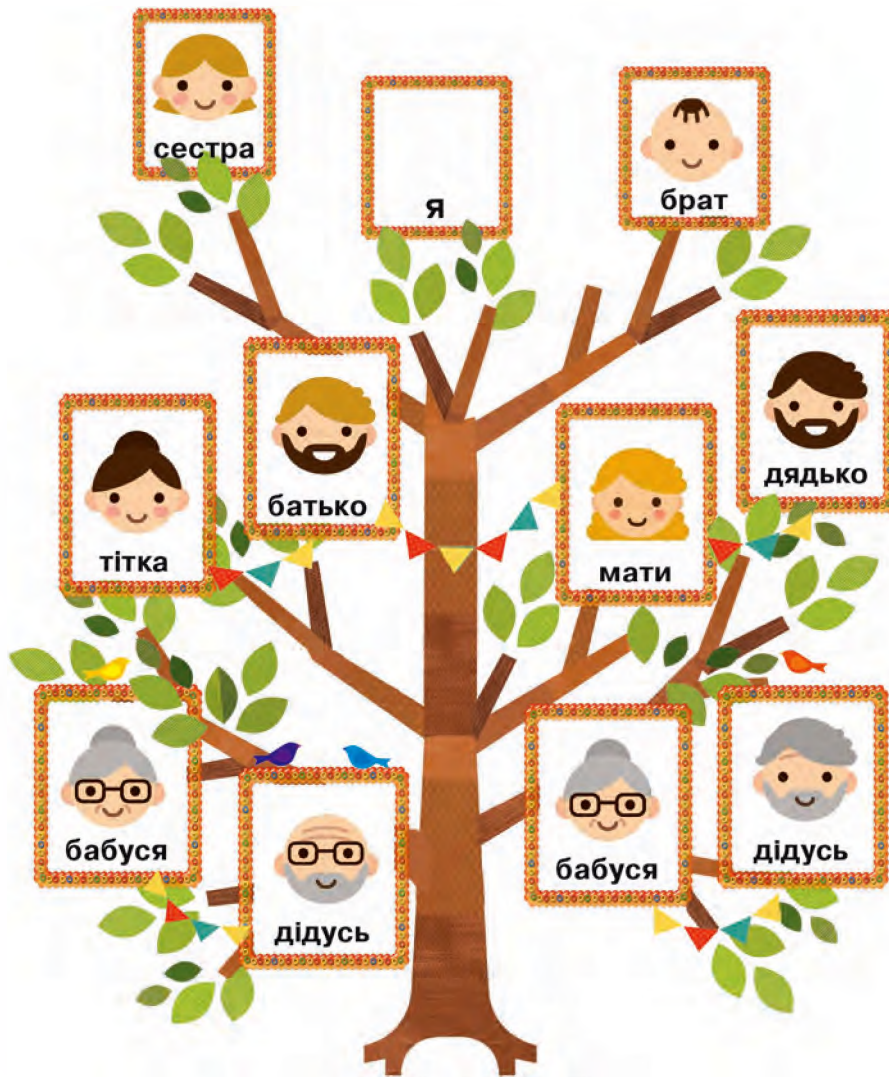 сестра
я
брат
тітка
батько
мати
дядько
бабуся
дідусь
бабуся
дідусь